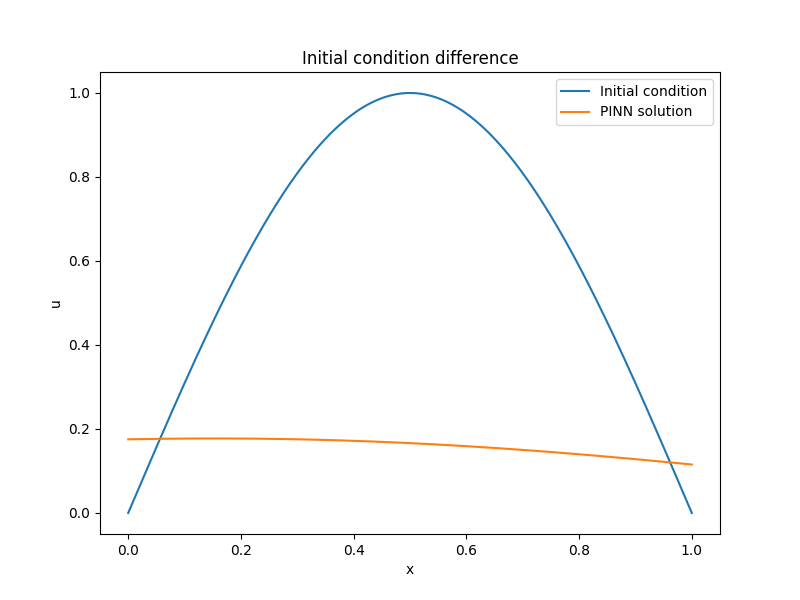 Initial condition difference
Initial condition
PINN solution
1.0
0.8
0.6
0.4
0.2
0.0
u
0.0 0.2 0.4 0.6 0.8 1.0
x